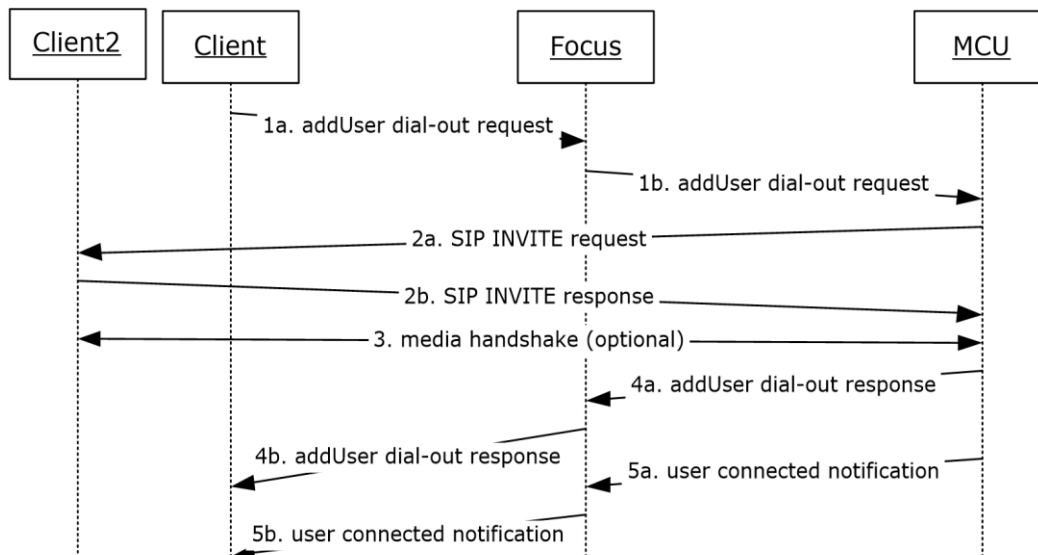 Client2
Client
Focus
MCU
1a. addUser dial-out request
1b. addUser dial-out request
2a. SIP INVITE request
2b. SIP INVITE response
3. media handshake (optional)
4a. addUser dial-out response
4b. addUser dial-out response
5a. user connected notification
5b. user connected notification